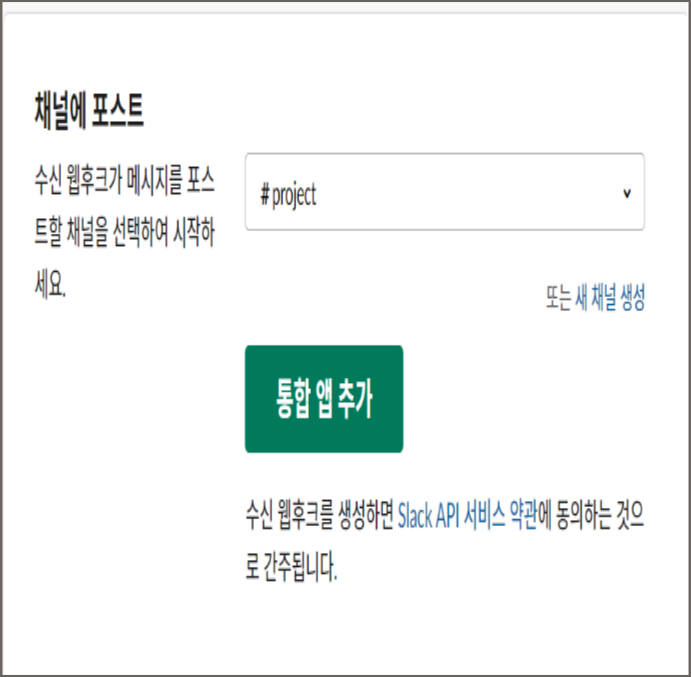 채널에 포스트
수신 웹후크가 메시지를 포스
트할 채널을 선택하여 시작하
세요.
# project
또는 새 채널 생성
통합 앱 추가
수신 웹후크를 생성하면 Slack API 서비스 약관에 동의하는 것으
로 간주됩니다.